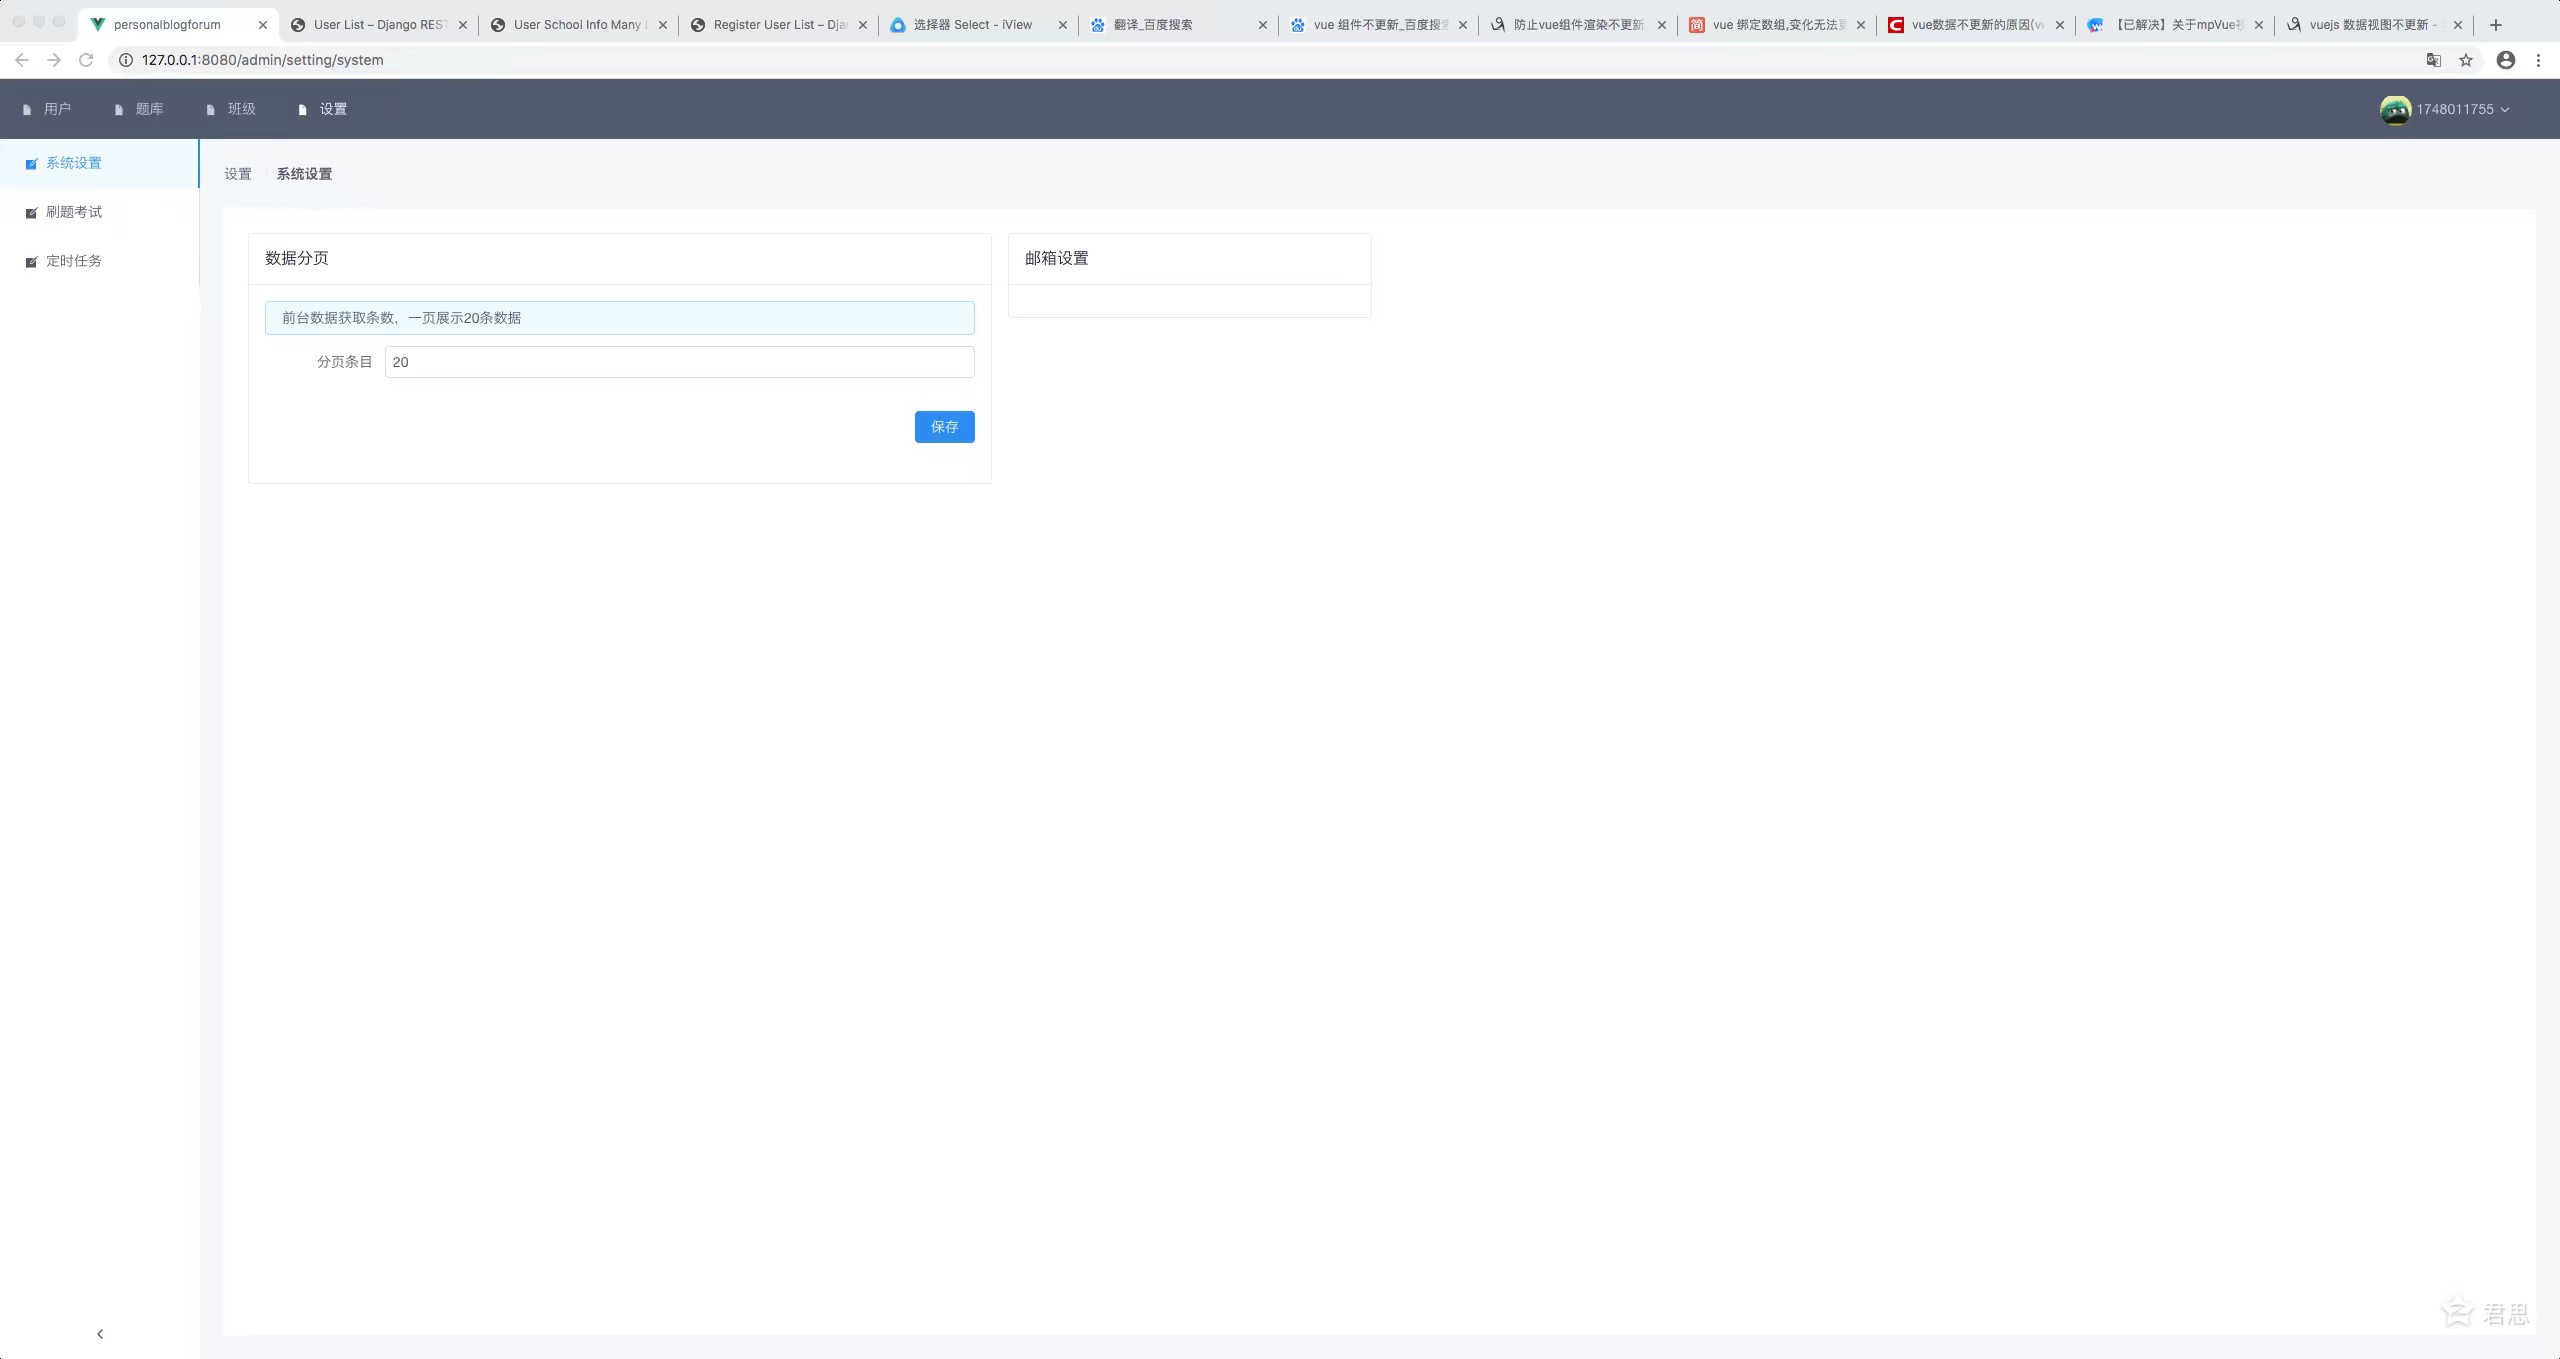 personalblogforum
User List – Django REST
User School Info Many
Register User List – Djan
选择器 Select - iView
翻译_百度搜索
vue 组件不更新_百度搜索
防止vue组件渲染不更新
vue 绑定数组,变化无法更
vue数据不更新的原因(vu
【已解决】关于mpVue视
vuejs 数据视图不更新 -
127.0.0.1:8080/admin/setting/system
用户
题库
班级
设置
1748011755
系统设置
刷题考试
定时任务
设置 / 系统设置
数据分页
前台数据获取条数，一页展示20条数据
分页条目
20
保存
邮箱设置
君思